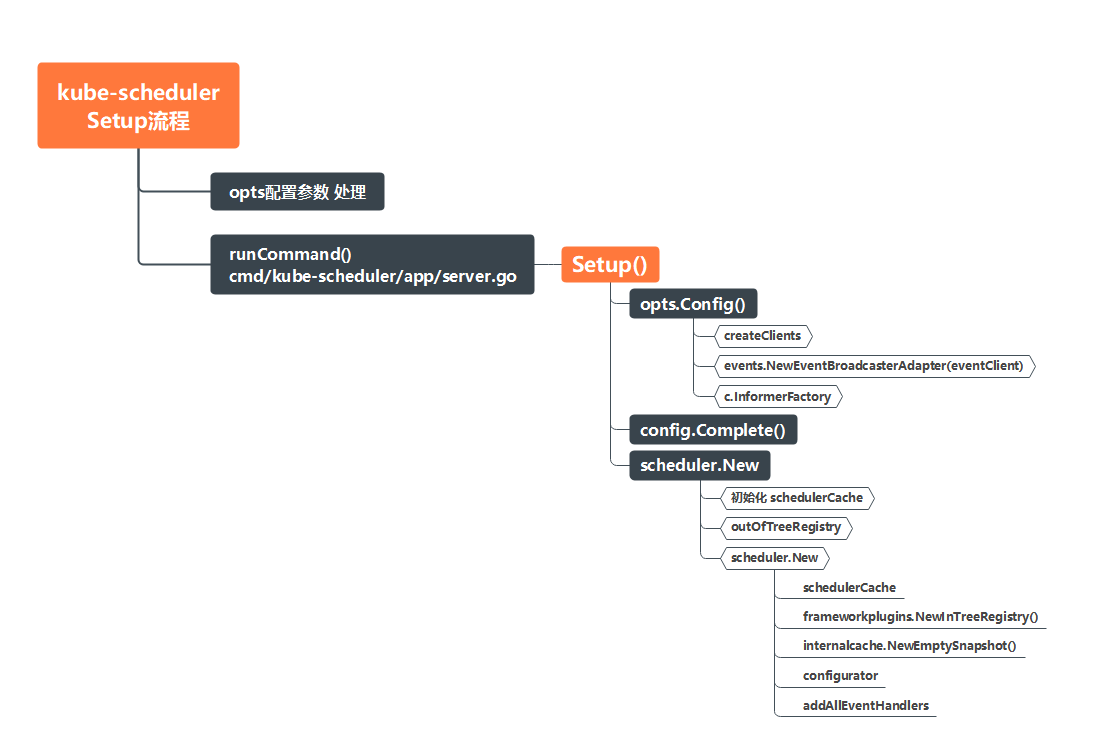 kube-scheduler
Setup流程
opts配置参数 处理
runCommand()
cmd/kube-scheduler/app/server.go
Setup()
opts.Config()
createClients
events.NewEventBroadcasterAdapter(eventClient)
c.InformerFactory
config.Complete()
scheduler.New
初始化 schedulerCache
outOfTreeRegistry
scheduler.New
schedulerCache
frameworkplugins.NewInTreeRegistry()
internalcache.NewEmptySnapshot()
configurator
addAllEventHandlers